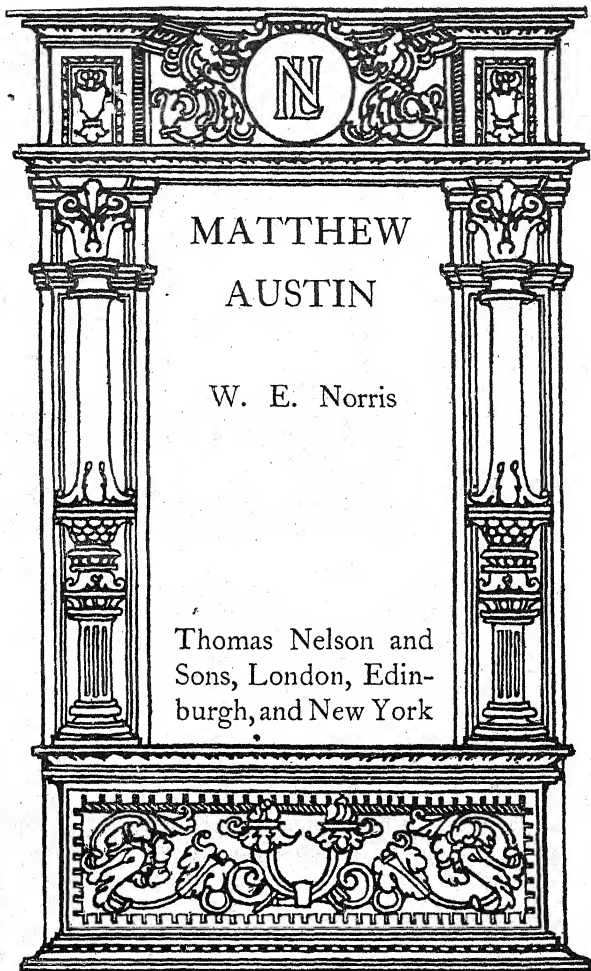 NL
MATTHEW
AUSTIN
W. E. Norris
Thomas Nelson and
Sons, London, Edin-
burgh, and New York